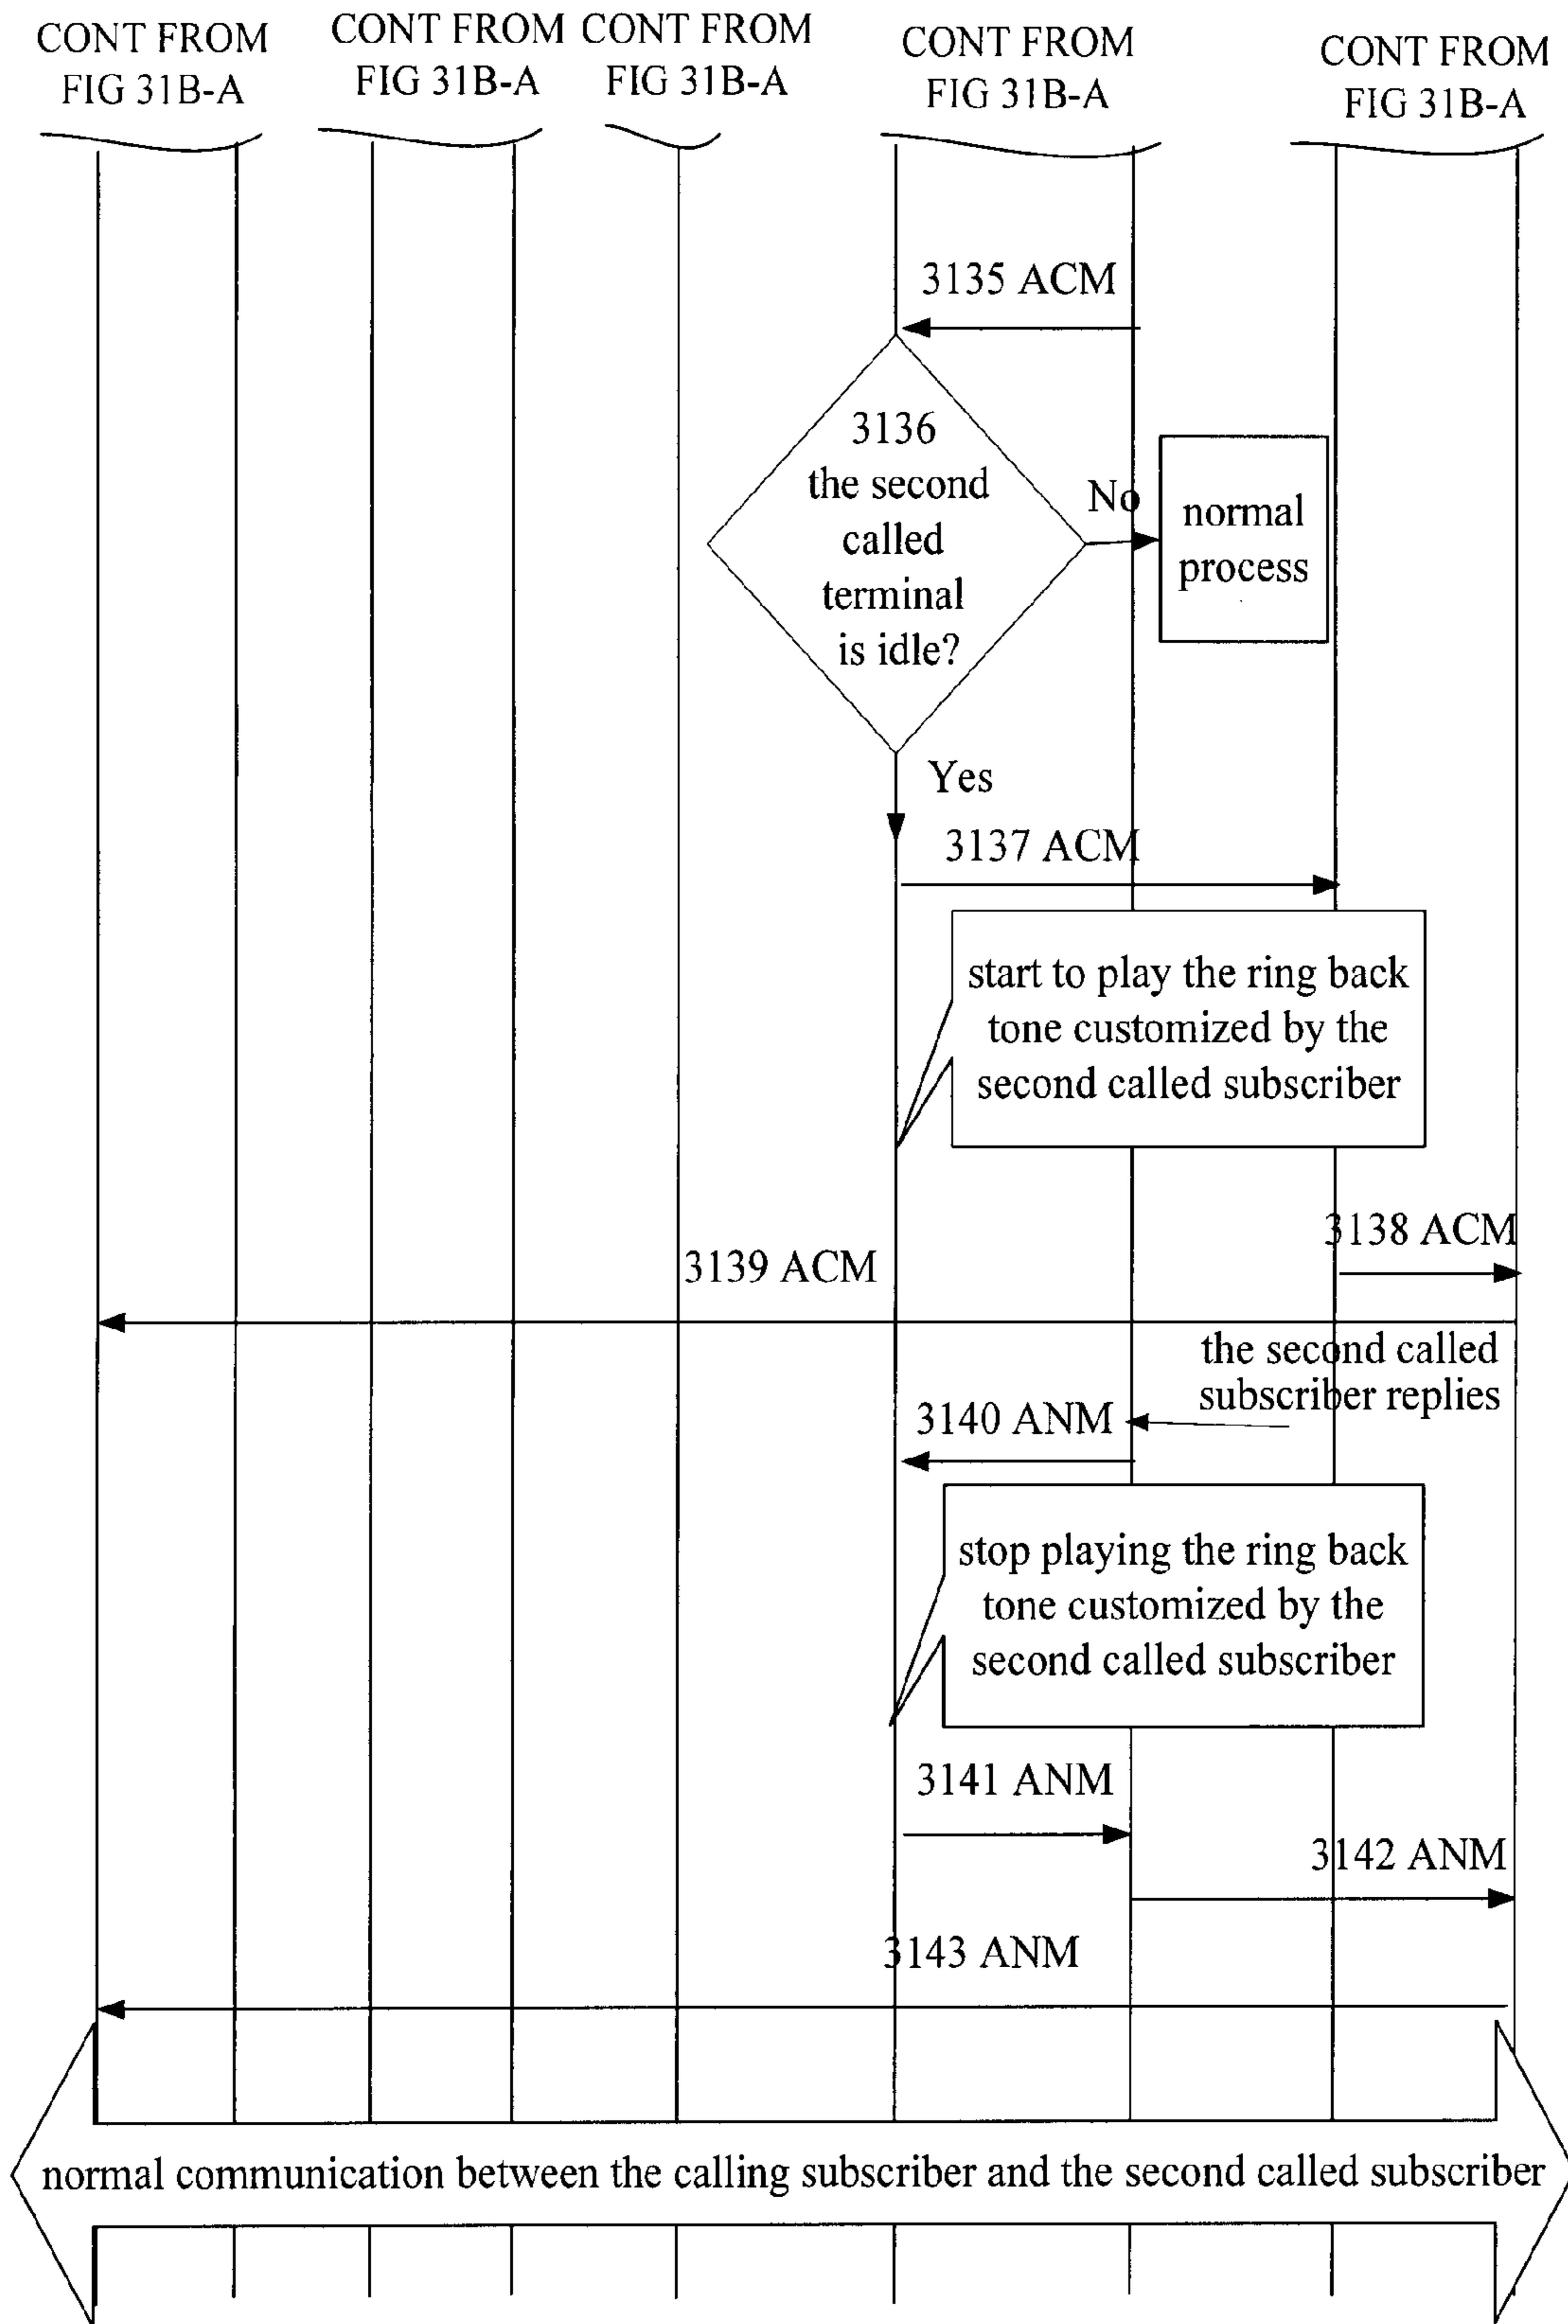 CONT FROM
FIG 31B-A
CONT FROM
FIG 31B-A
CONT FROM
FIG 31B-A
CONT FROM
FIG 31B-A
CONT FROM
FIG 31B-A
3135 ACM
3136
the second
called
terminal
is idle?
No
normal
process
Yes
3137 ACM
start to play the ring back
tone customized by the
second called subscriber
3138 ACM
3139 ACM
the second called
subscriber replies
3140 ANM
stop playing the ring back
tone customized by the
second called subscriber
3141 ANM
3142 ANM
3143 ANM
normal communication between the calling subscriber and the second called subscriber